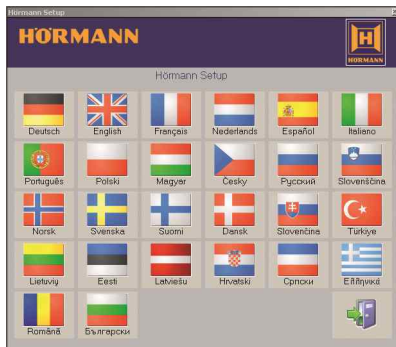 Hörmann Setup
HÖRMANN
HÖRMANN
Hörmann Setup
Deutsch English Français Nederlands Español Italiano
Português Polski Magyar Česky Русский Slovenščina
Norsk Svenska Suomi Dansk Slovenčina Türkiye
Lietuvių Eesti Latviešu Hrvatski Српски Ελληνικά
Română Български